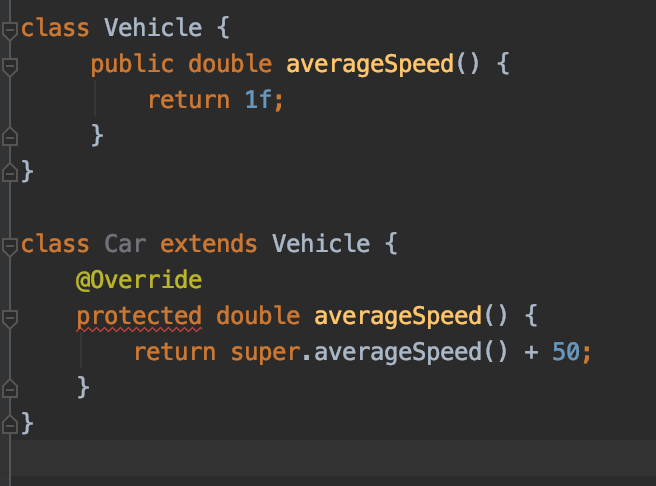 class Vehicle {
public double averageSpeed() {
return 1f;
}
}
class Car extends Vehicle {
@Override
protected double averageSpeed() {
return super.averageSpeed() + 50;
}
}